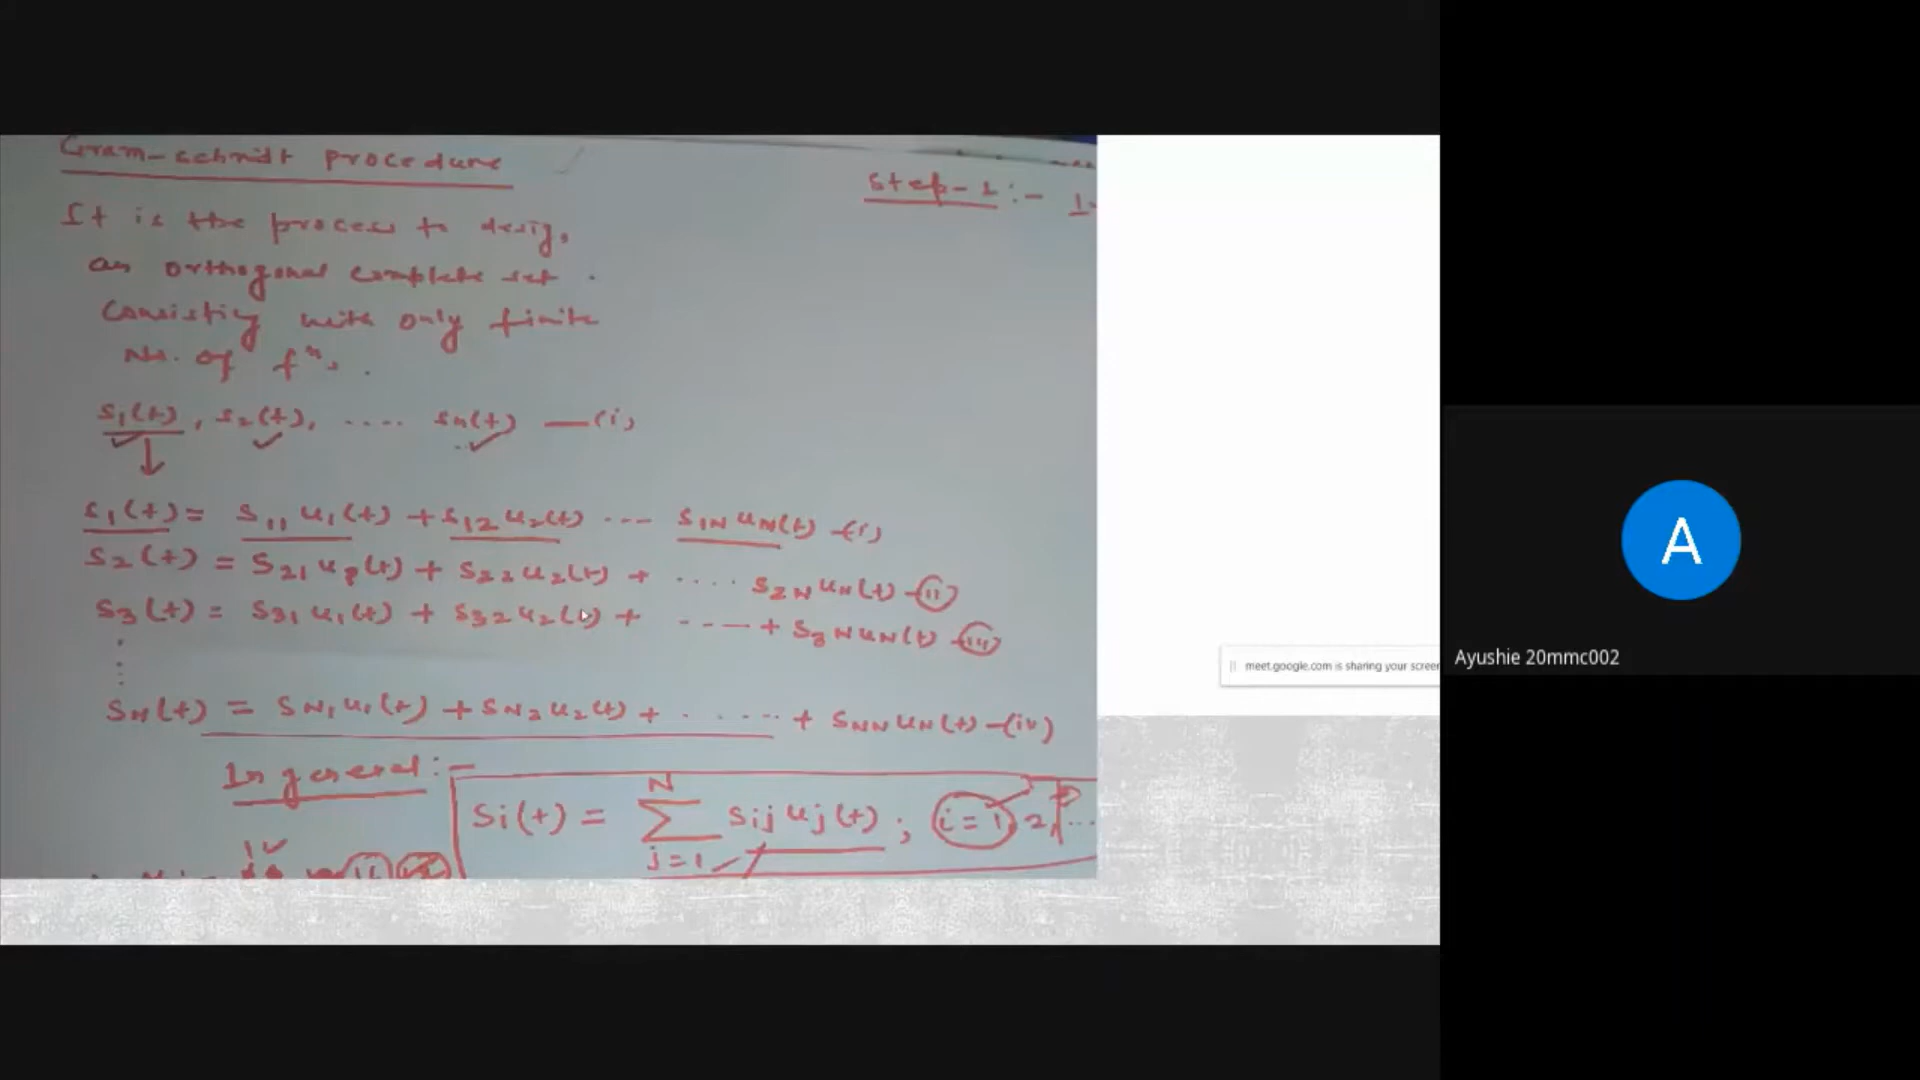 Gram-schmidt procedure
It is the process to desig
an orthogonal complete set
consisting with only finite
No. of fⁿs.
s₁(t), s₂(t), .... sₙ(t) —(i)
s₁(t) = s₁₁ u₁(t) + s₁₂ u₂(t) --- s₁N uN(t) -(i)
s₂(t) = s₂₁ u₁(t) + s₂₂ u₂(t) + .... s₂N uN(t) -(ii)
s₃(t) = s₃₁ u₁(t) + s₃₂ u₂(t) + ---- + s₃N uN(t) -(iii)
sN(t) = sN₁ u₁(t) + sN₂ u₂(t) + ...... + sNN uN(t) -(iv)
In general:-
N
si(t) = Σ sij uj(t) ; i = 1, 2, ...
j=1
Step-1 :-
meet.google.com is sharing your screen
A
Ayushie 20mmc002